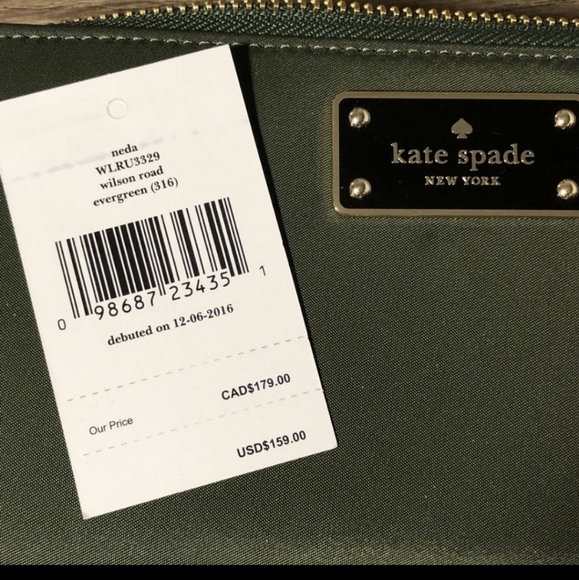 neda
WLRU3329
wilson road
evergreen (316)
0 98687 23435 1
debuted on 12-06-2016
CAD$179.00
Our Price
USD$159.00
kate spade
NEW YORK